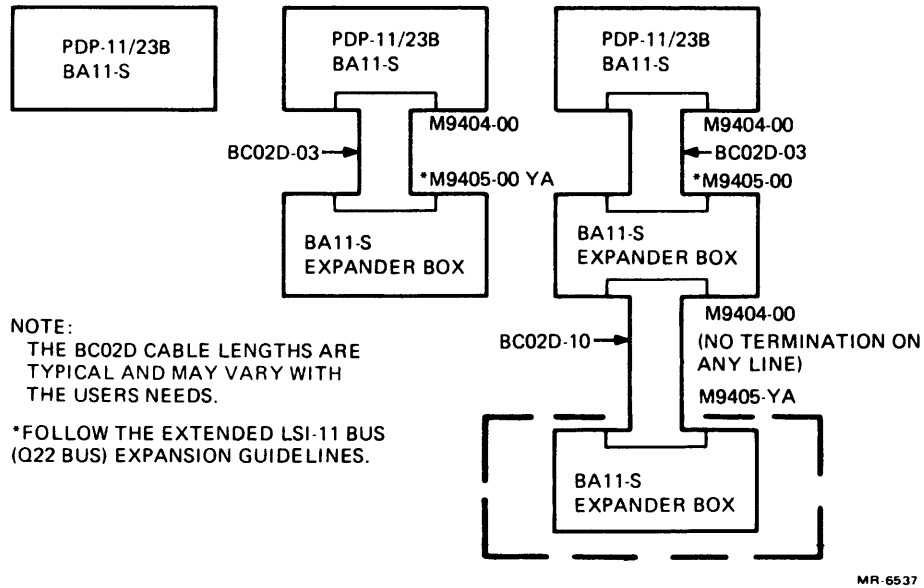 PDP-11/23B
BA11-S
PDP-11/23B
BA11-S
M9404-00
BC02D-03
*M9405-00 YA
BA11-S
EXPANDER BOX
PDP-11/23B
BA11-S
M9404-00
BC02D-03
*M9405-00
BA11-S
EXPANDER BOX
M9404-00
BC02D-10
(NO TERMINATION ON
ANY LINE)
M9405-YA
BA11-S
EXPANDER BOX
NOTE:
THE BC02D CABLE LENGTHS ARE
TYPICAL AND MAY VARY WITH
THE USERS NEEDS.
*FOLLOW THE EXTENDED LSI-11 BUS
(Q22 BUS) EXPANSION GUIDELINES.
MR-6537